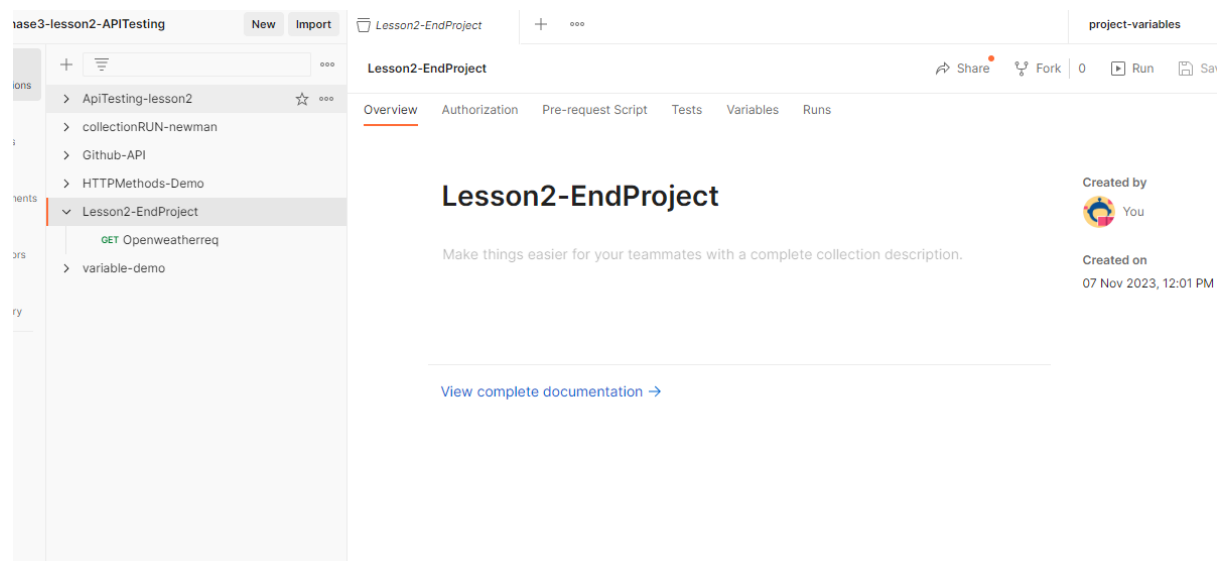 nase3-lesson2-APITesting New Import Lesson2-EndProject project-variables
Lesson2-EndProject Share Fork 0 Run Sav
ions
ApiTesting-lesson2
Overview Authorization Pre-request Script Tests Variables Runs
collectionRUN-newman
s
Github-API
HTTPMethods-Demo
Lesson2-EndProject
Created by
nents
Lesson2-EndProject
You
GET Openweatherreq
ors
Make things easier for your teammates with a complete collection description.
Created on
variable-demo
07 Nov 2023, 12:01 PM
ry
View complete documentation →